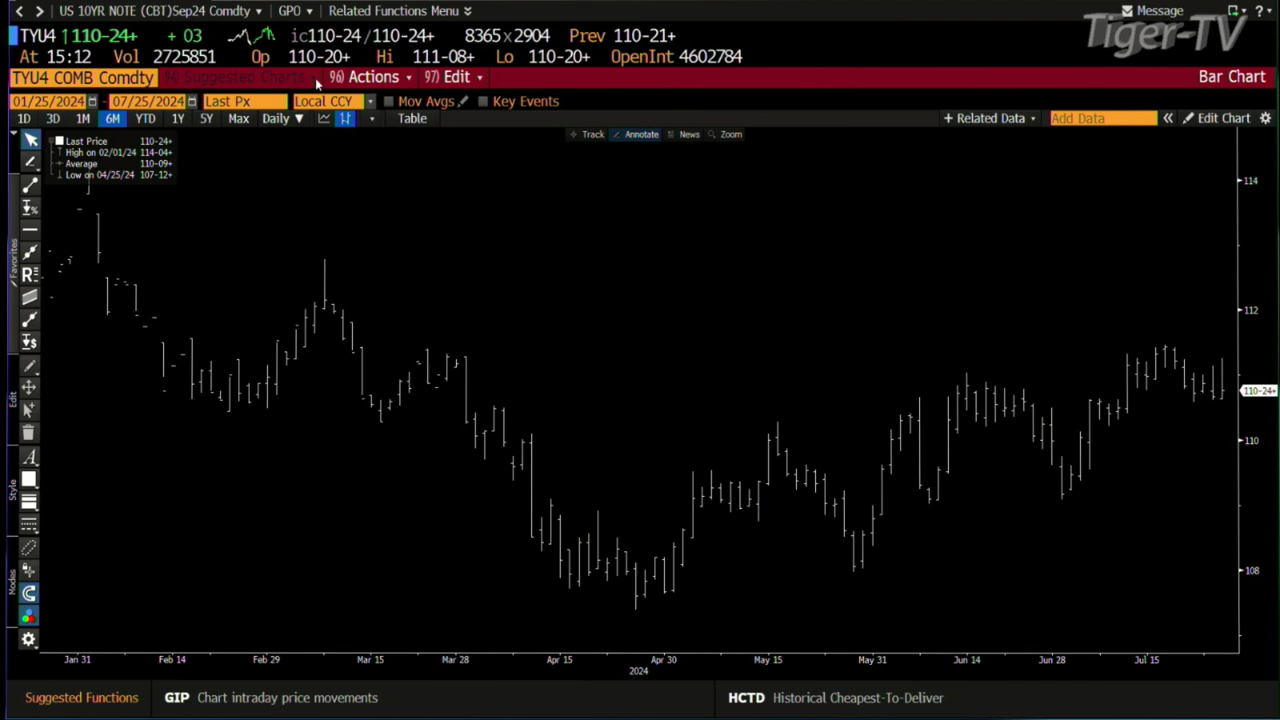 US 10YR NOTE (CBT)Sep24 Comdty GPO Related Functions Menu Message ?
Tiger-TV
TYU4 ↑110-24+ + 03 ic110-24 / 110-24+ 8365x2904 Prev 110-21+
At 15:12 Vol 2725851 Op 110-20+ Hi 111-08+ Lo 110-20+ OpenInt 4602784
TYU4 COMB Comdty 94) Suggested Charts 96) Actions 97) Edit Bar Chart
01/25/2024 - 07/25/2024 Last Px Local CCY Mov Avgs Key Events
1D 3D 1M 6M YTD 1Y 5Y Max Daily ▼ Table + Related Data Add Data « Edit Chart
Track Annotate News Zoom
Last Price 110-24+
High on 02/01/24 114-04+
Average 110-09+
Low on 04/25/24 107-12+
114
112
110-24+
110
108
Favorites
Edit
Style
Modes
Jan 31 Feb 14 Feb 29 Mar 15 Mar 28 Apr 15 Apr 30 May 15 May 31 Jun 14 Jun 28 Jul 15
2024
Suggested Functions GIP Chart intraday price movements HCTD Historical Cheapest-To-Deliver